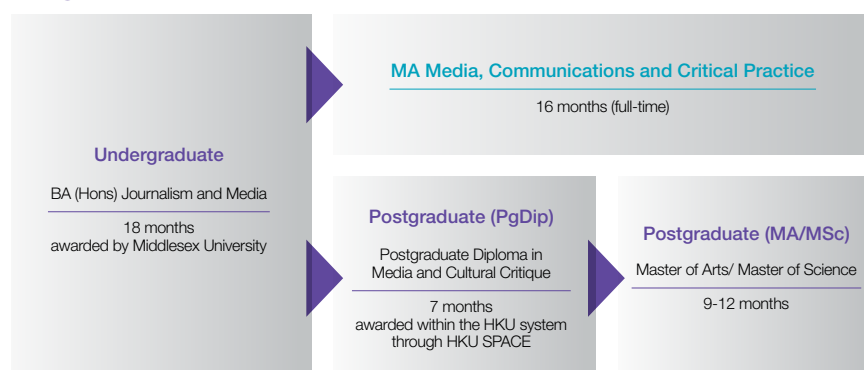 Undergraduate
BA (Hons) Journalism and Media
18 months
awarded by Middlesex University
MA Media, Communications and Critical Practice
16 months (full-time)
Postgraduate (PgDip)
Postgraduate Diploma in
Media and Cultural Critique
7 months
awarded within the HKU system
through HKU SPACE
Postgraduate (MA/MSc)
Master of Arts/ Master of Science
9-12 months